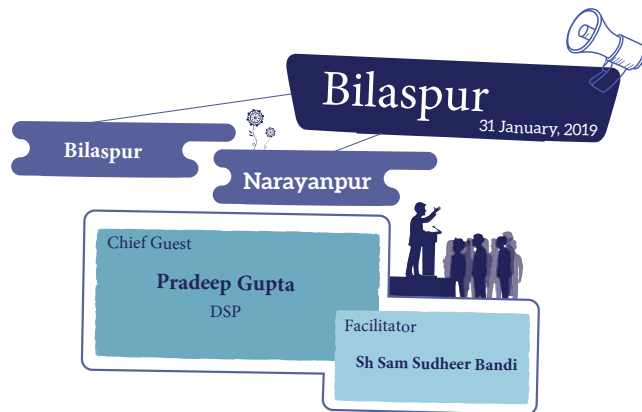 Bilaspur
31 January, 2019
Bilaspur
Narayanpur
Chief Guest
Pradeep Gupta
DSP
Facilitator
Sh Sam Sudheer Bandi